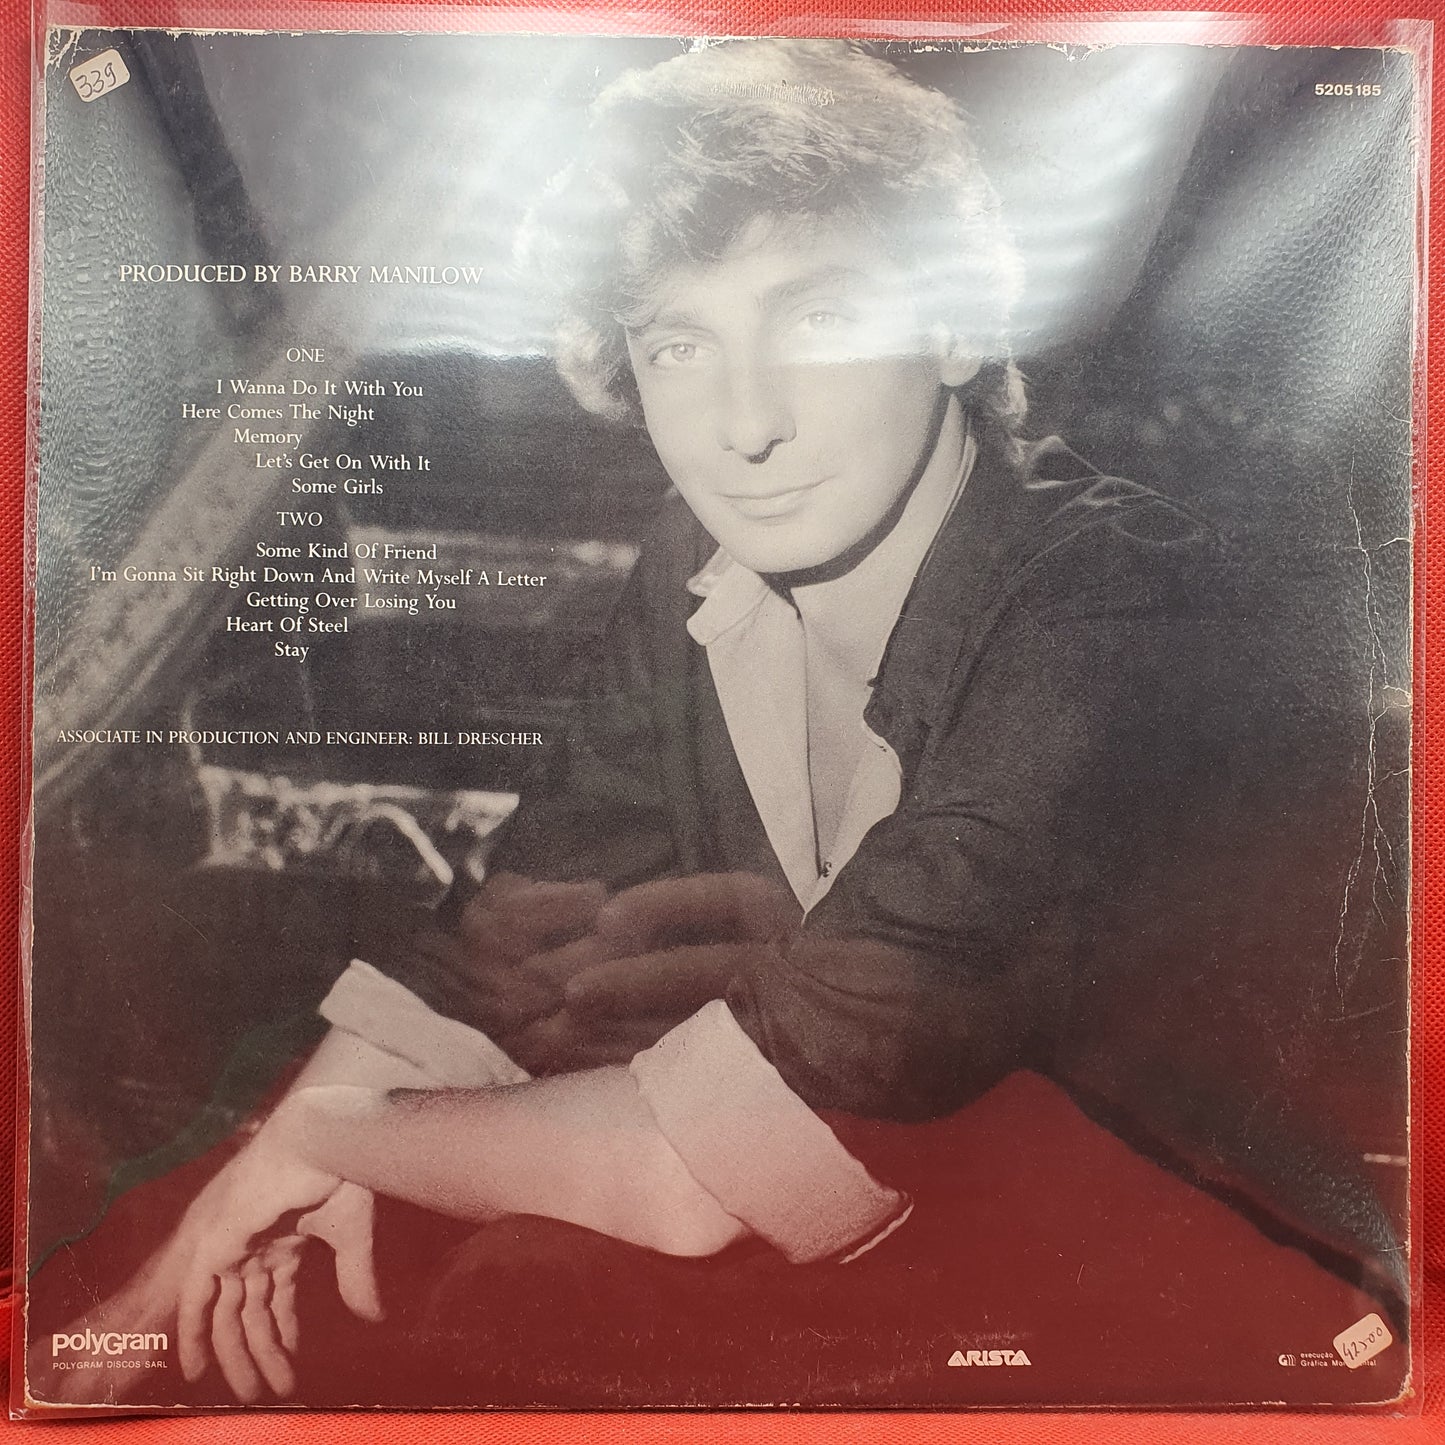 339
5205185
PRODUCED BY BARRY MANILOW
ONE
I Wanna Do It With You
Here Comes The Night
Memory
Let's Get On With It
Some Girls
TWO
Some Kind Of Friend
I'm Gonna Sit Right Down And Write Myself A Letter
Getting Over Losing You
Heart Of Steel
Stay
ASSOCIATE IN PRODUCTION AND ENGINEER: BILL DRESCHER
polyGram
POLYGRAM DISCOS SARL
ARISTA
execução
Gráfica